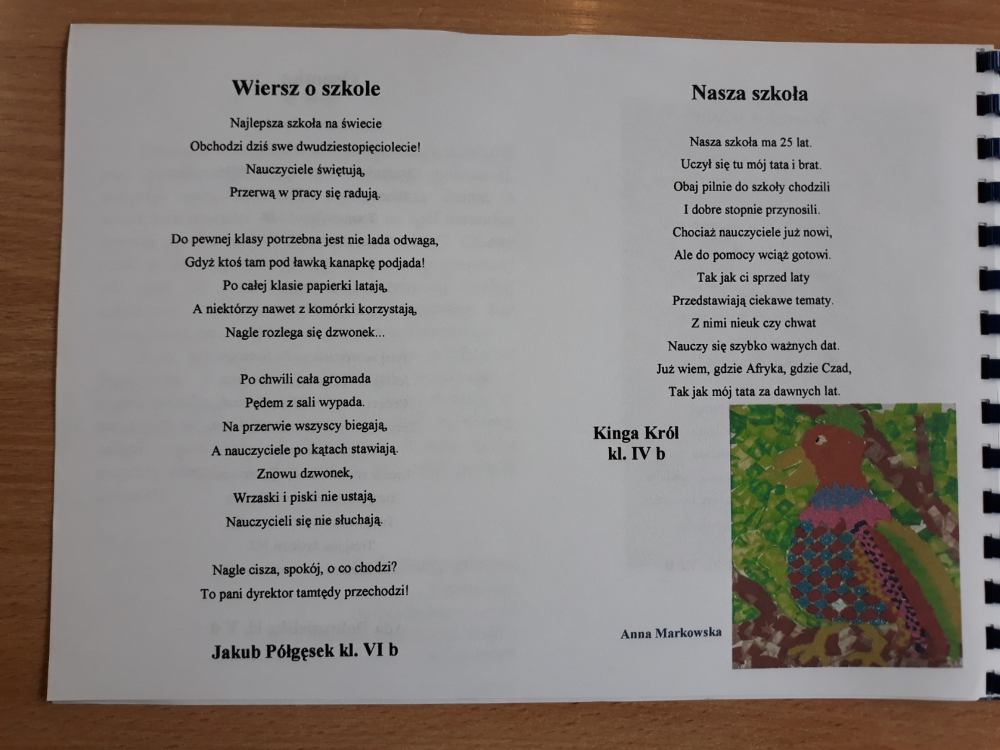 Wiersz o szkole
Najlepsza szkoła na świecie
Obchodzi dziś swe dwudziestopięciolecie!
Nauczyciele świętują,
Przerwą w pracy się radują.
Do pewnej klasy potrzebna jest nie lada odwaga,
Gdyż ktoś tam pod ławką kanapkę podjada!
Po całej klasie papierki latają,
A niektórzy nawet z komórki korzystają,
Nagle rozlega się dzwonek...
Po chwili cała gromada
Pędem z sali wypada.
Na przerwie wszyscy biegają,
A nauczyciele po kątach stawiają.
Znowu dzwonek,
Wrzaski i piski nie ustają,
Nauczycieli się nie słuchają.
Nagle cisza, spokój, o co chodzi?
To pani dyrektor tamtędy przechodzi!
Jakub Półgęsek kl. VI b
Nasza szkoła
Nasza szkoła ma 25 lat.
Uczył się tu mój tata i brat.
Obaj pilnie do szkoły chodzili
I dobre stopnie przynosili.
Chociaż nauczyciele już nowi,
Ale do pomocy wciąż gotowi.
Tak jak ci sprzed laty
Przedstawiają ciekawe tematy.
Z nimi nieuk czy chwat
Nauczy się szybko ważnych dat.
Już wiem, gdzie Afryka, gdzie Czad,
Tak jak mój tata za dawnych lat.
Kinga Król
kl. IV b
Anna Markowska